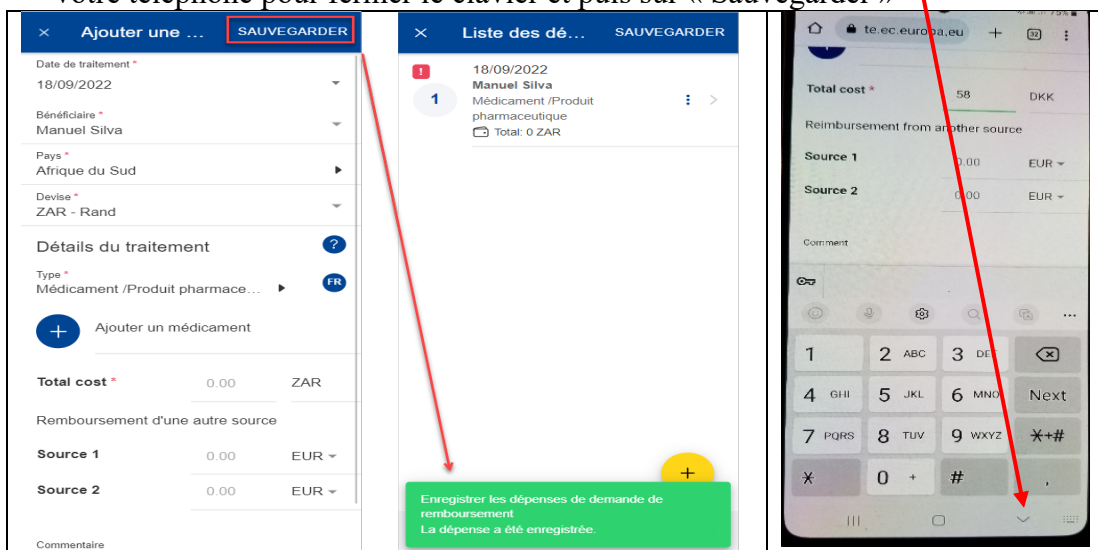 votre téléphone pour fermer le clavier et puis sur « Sauvegarder »
× Ajouter une ... SAUVEGARDER
Date de traitement *
18/09/2022
Bénéficiaire *
Manuel Silva
Pays *
Afrique du Sud
Devise *
ZAR - Rand
Détails du traitement ?
Type *
Médicament /Produit pharmace... FR
+ Ajouter un médicament
Total cost * 0.00 ZAR
Remboursement d'une autre source
Source 1 0.00 EUR
Source 2 0.00 EUR
Commentaire
× Liste des dé... SAUVEGARDER
! 18/09/2022
Manuel Silva
1 Médicament /Produit
pharmaceutique
Total: 0 ZAR
+
Enregistrer les dépenses de demande de
remboursement
La dépense a été enregistrée.
te.ec.europa.eu + 32
Total cost * 58 DKK
Reimbursement from another source
Source 1 0.00 EUR
Source 2 0.00 EUR
Comment
1 2 ABC 3 DEF
4 GHI 5 JKL 6 MNO Next
7 PQRS 8 TUV 9 WXYZ *+#
* 0 + # ,